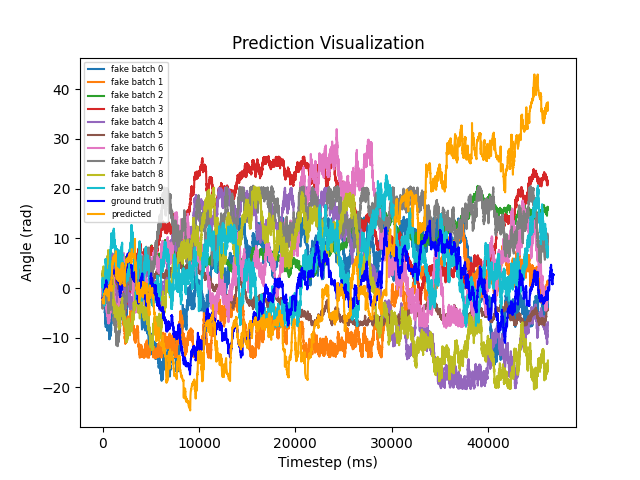 Prediction Visualization
fake batch 0
fake batch 1
fake batch 2
fake batch 3
fake batch 4
fake batch 5
fake batch 6
fake batch 7
fake batch 8
fake batch 9
ground truth
predicted
Angle (rad)
40
30
20
10
0
−10
−20
0 10000 20000 30000 40000
Timestep (ms)